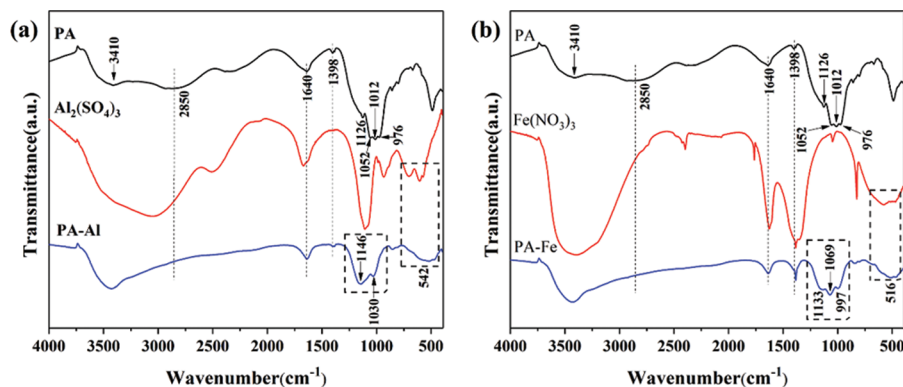 (a)
PA
3410
2850
1640
1398
1126
1052
1012
976
Al₂(SO₄)₃
PA-Al
1146
1030
542
Transmittance(a.u.)
4000 3500 3000 2500 2000 1500 1000 500
Wavenumber(cm⁻¹)
(b)
PA
3410
2850
1640
1398
1126
1052
1012
976
Fe(NO₃)₃
PA-Fe
1133
1069
997
516
Transmittance(a.u.)
4000 3500 3000 2500 2000 1500 1000 500
Wavenumber(cm⁻¹)